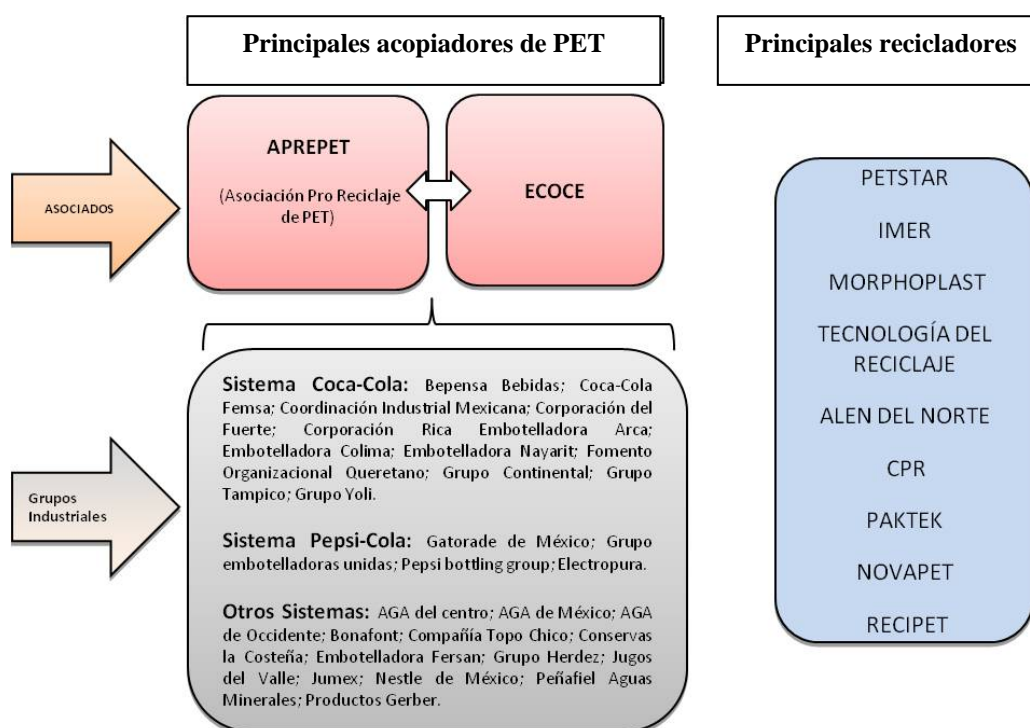 Principales acopiadores de PET
Principales recicladores
ASOCIADOS
APREPET
(Asociación Pro Reciclaje
de PET)
ECOCE
Grupos
Industriales
Sistema Coca-Cola: Bepensa Bebidas; Coca-Cola
Femsa; Coordinación Industrial Mexicana; Corporación del
Fuerte; Corporación Rica Embotelladora Arca;
Embotelladora Colima; Embotelladora Nayarit; Fomento
Organizacional Queretano; Grupo Continental; Grupo
Tampico; Grupo Yoli.
Sistema Pepsi-Cola: Gatorade de México; Grupo
embotelladoras unidas; Pepsi bottling group; Electropura.
Otros Sistemas: AGA del centro; AGA de México; AGA
de Occidente; Bonafont; Compañía Topo Chico; Conservas
la Costeña; Embotelladora Fersan; Grupo Herdez; Jugos
del Valle; Jumex; Nestle de México; Peñafiel Aguas
Minerales; Productos Gerber.
PETSTAR
IMER
MORPHOPLAST
TECNOLOGÍA DEL
RECICLAJE
ALEN DEL NORTE
CPR
PAKTEK
NOVAPET
RECIPET